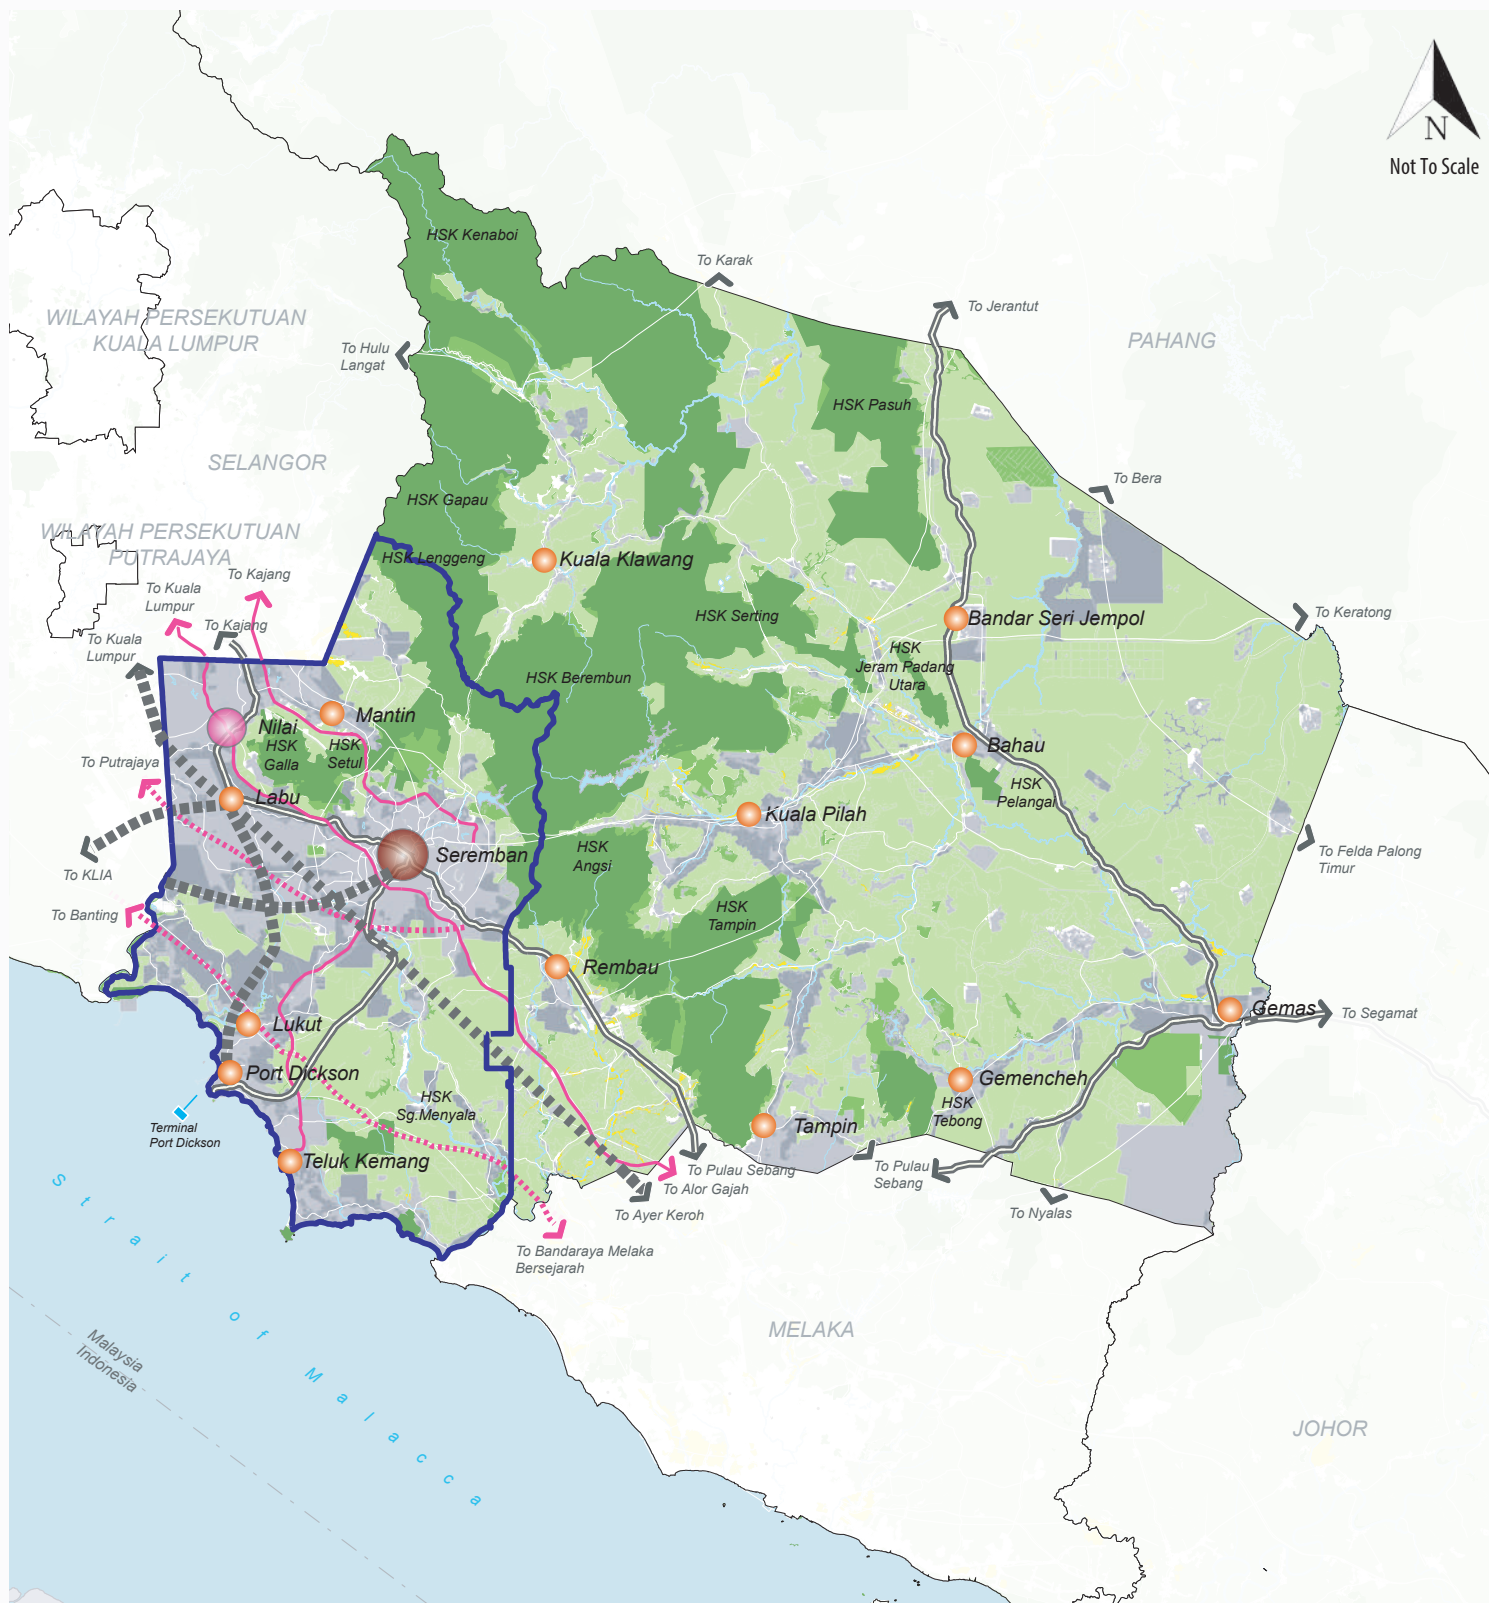 N
Not To Scale
HSK Kenaboi
To Karak
To Jerantut
WILAYAH PERSEKUTUAN
KUALA LUMPUR
To Hulu
Langat
PAHANG
HSK Pasuh
SELANGOR
To Bera
HSK Gapau
WILAYAH PERSEKUTUAN
PUTRAJAYA
HSK Lenggeng
Kuala Klawang
To Kajang
To Kuala
Lumpur
To Kajang
To Kuala
Lumpur
HSK Serting
Bandar Seri Jempol
To Keratong
HSK
Jeram Padang
Utara
HSK Berembun
Mantin
Nilai
HSK
Galla
HSK
Setul
Bahau
To Putrajaya
HSK
Pelangai
Labu
Kuala Pilah
Seremban
HSK
Angsi
To Felda Palong
Timur
To KLIA
To Banting
HSK
Tampin
Rembau
Gemas
To Segamat
Lukut
Port Dickson
Gemencheh
HSK
Sg.Menyala
HSK
Tebong
Terminal
Port Dickson
Tampin
Teluk Kemang
To Pulau Sebang
To Pulau
Sebang
To Alor Gajah
To Ayer Keroh
To Nyalas
To Bandaraya Melaka
Bersejarah
Strait of Malacca
MELAKA
Malaysia
Indonesia
JOHOR